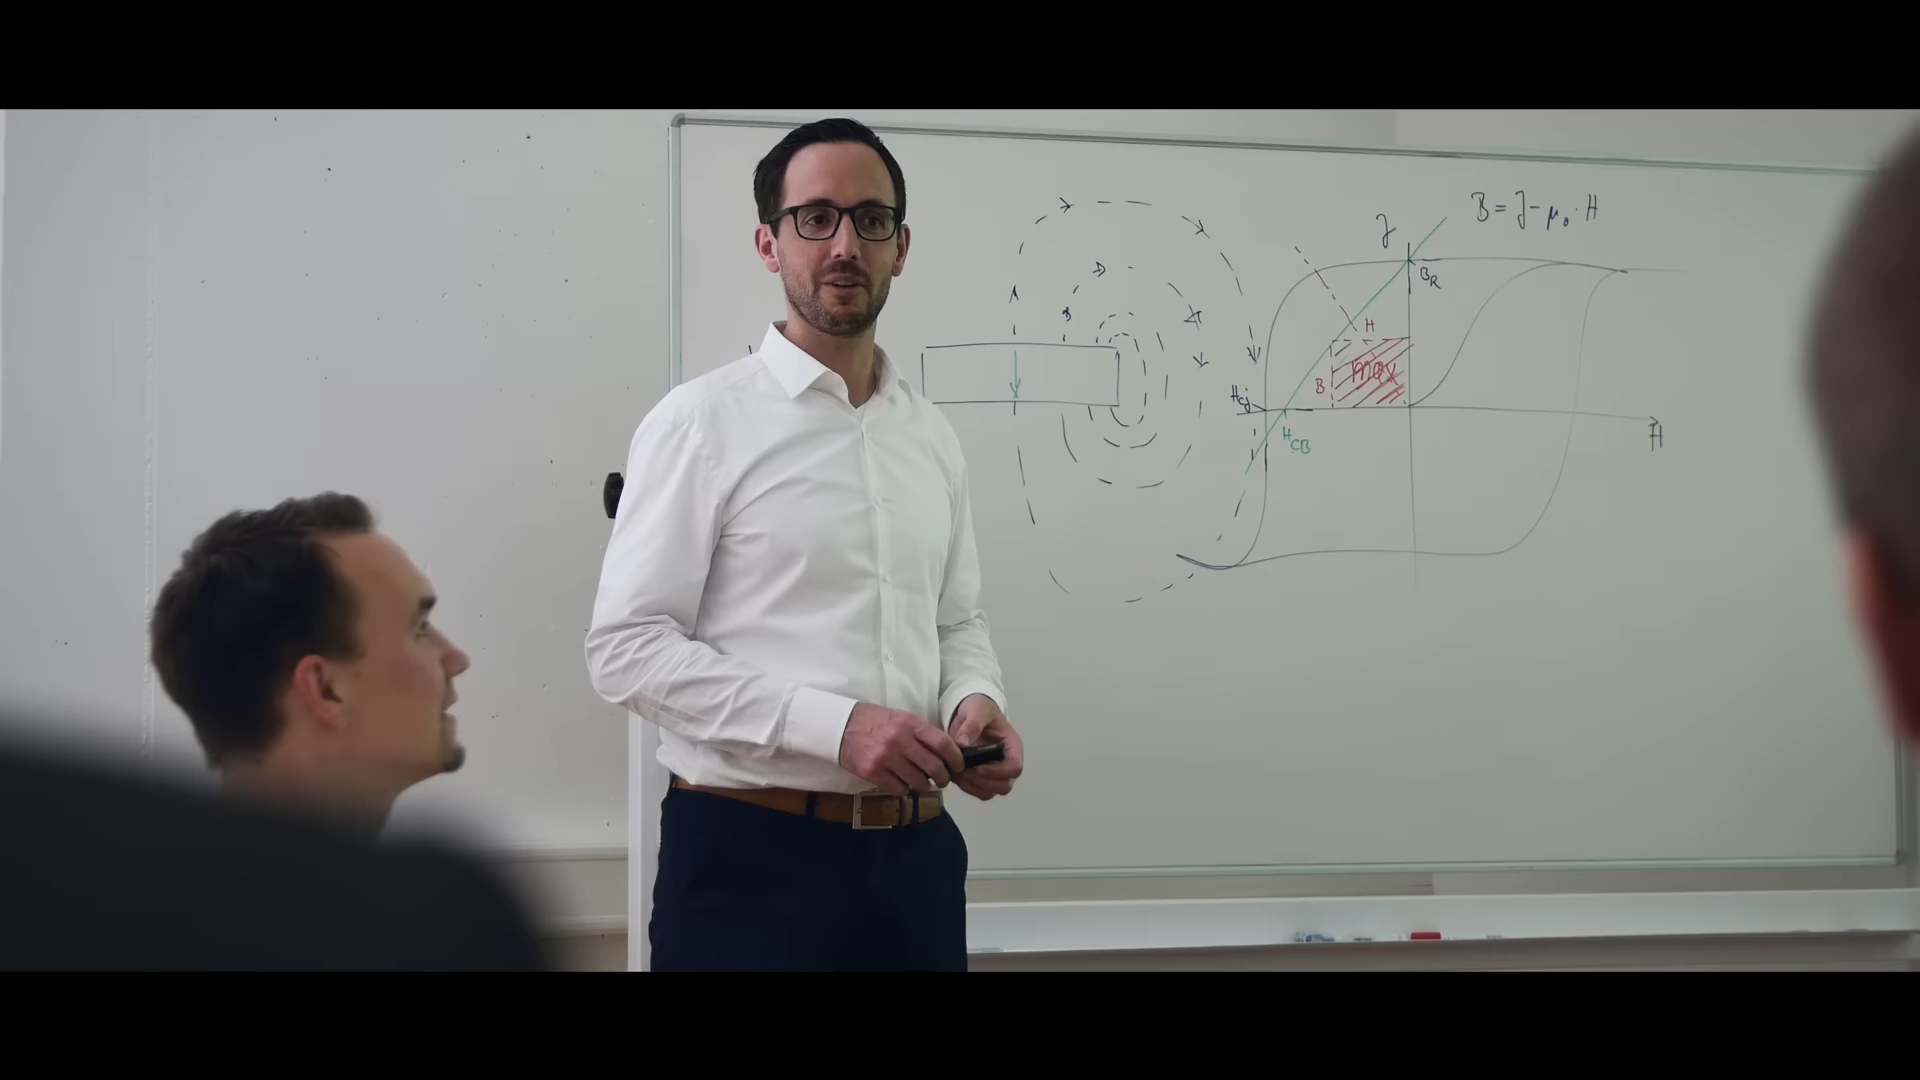 B = J - μ₀ · H
J
B_R
H
B
max
H_cj
H_CB
H